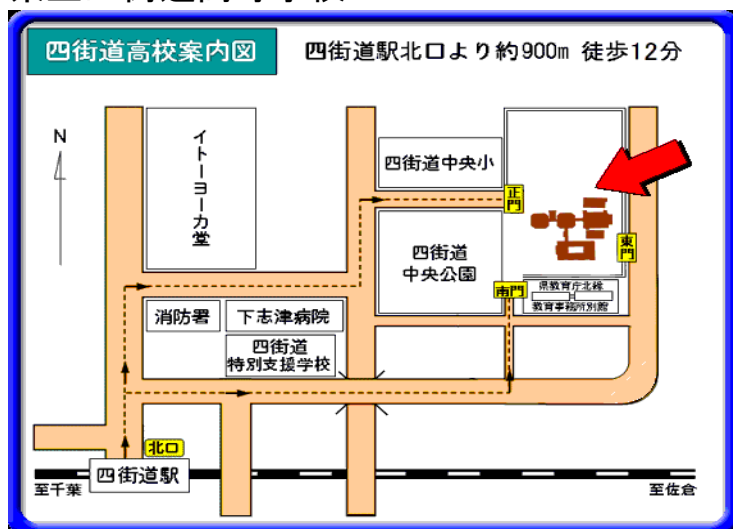 四街道高校案内図
四街道駅北口より約900m 徒歩12分
N
イトーヨーカ堂
四街道中央小
正門
四街道
中央公園
東門
南門
県教育庁北総
教育事務所別館
消防署
下志津病院
四街道
特別支援学校
北口
四街道駅
至千葉
至佐倉